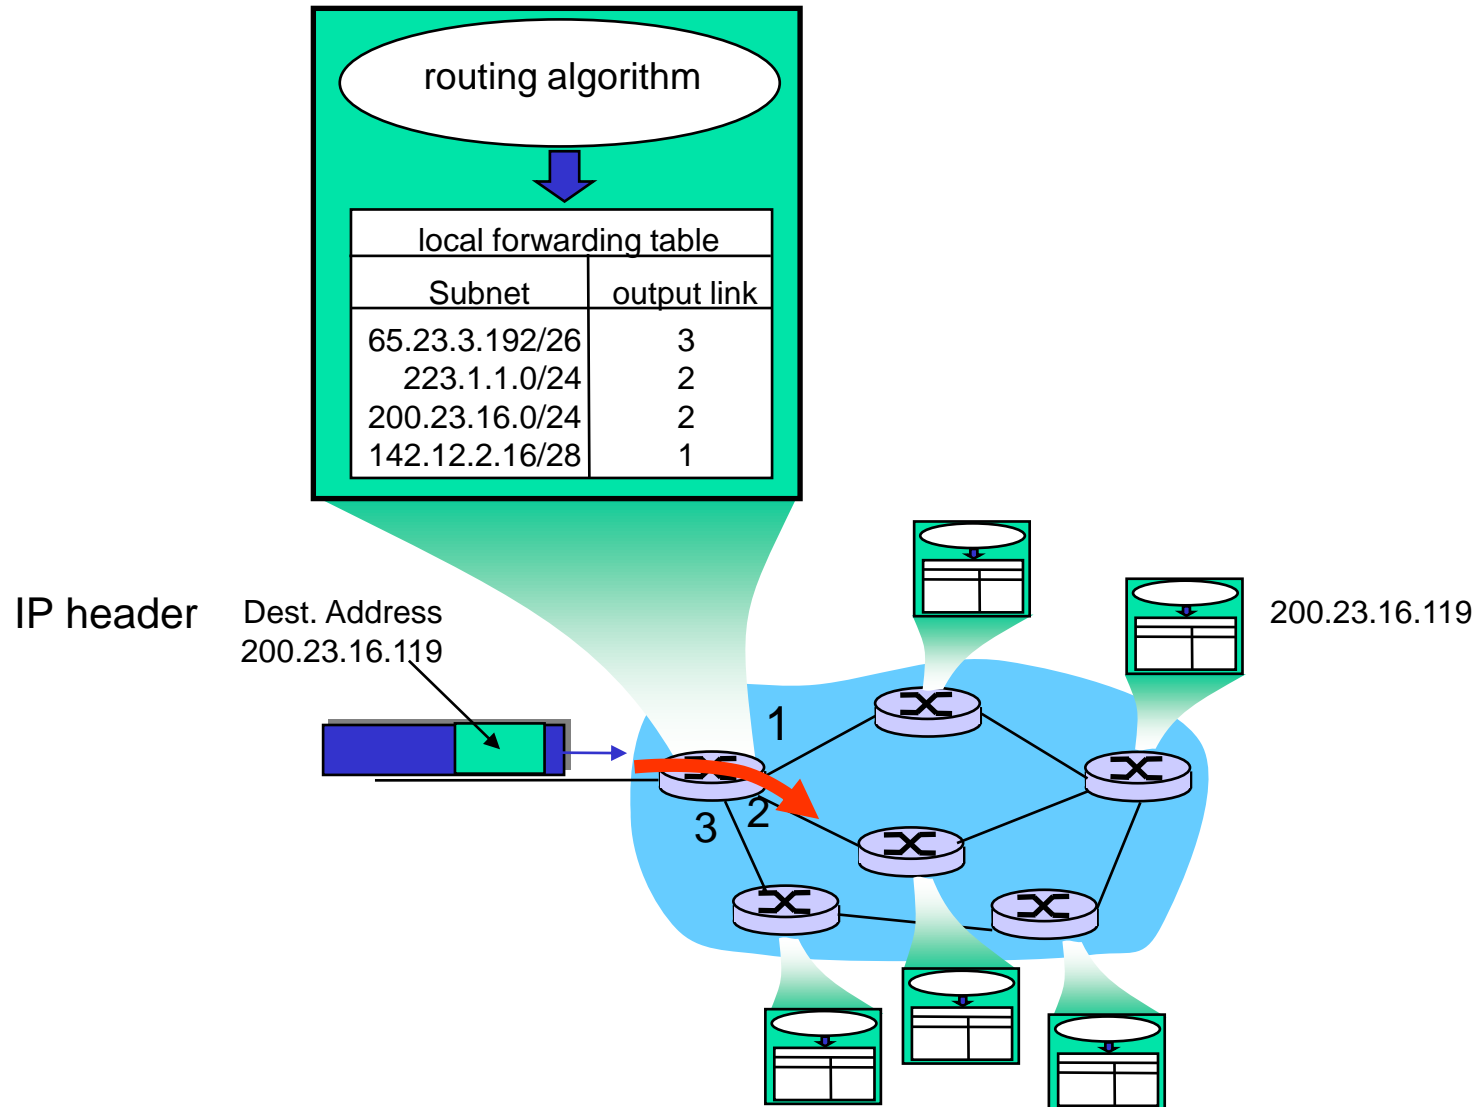 routing algorithm
local forwarding table
Subnet output link
65.23.3.192/26 3
223.1.1.0/24 2
200.23.16.0/24 2
142.12.2.16/28 1
IP header
Dest. Address
200.23.16.119
200.23.16.119
1
2
3